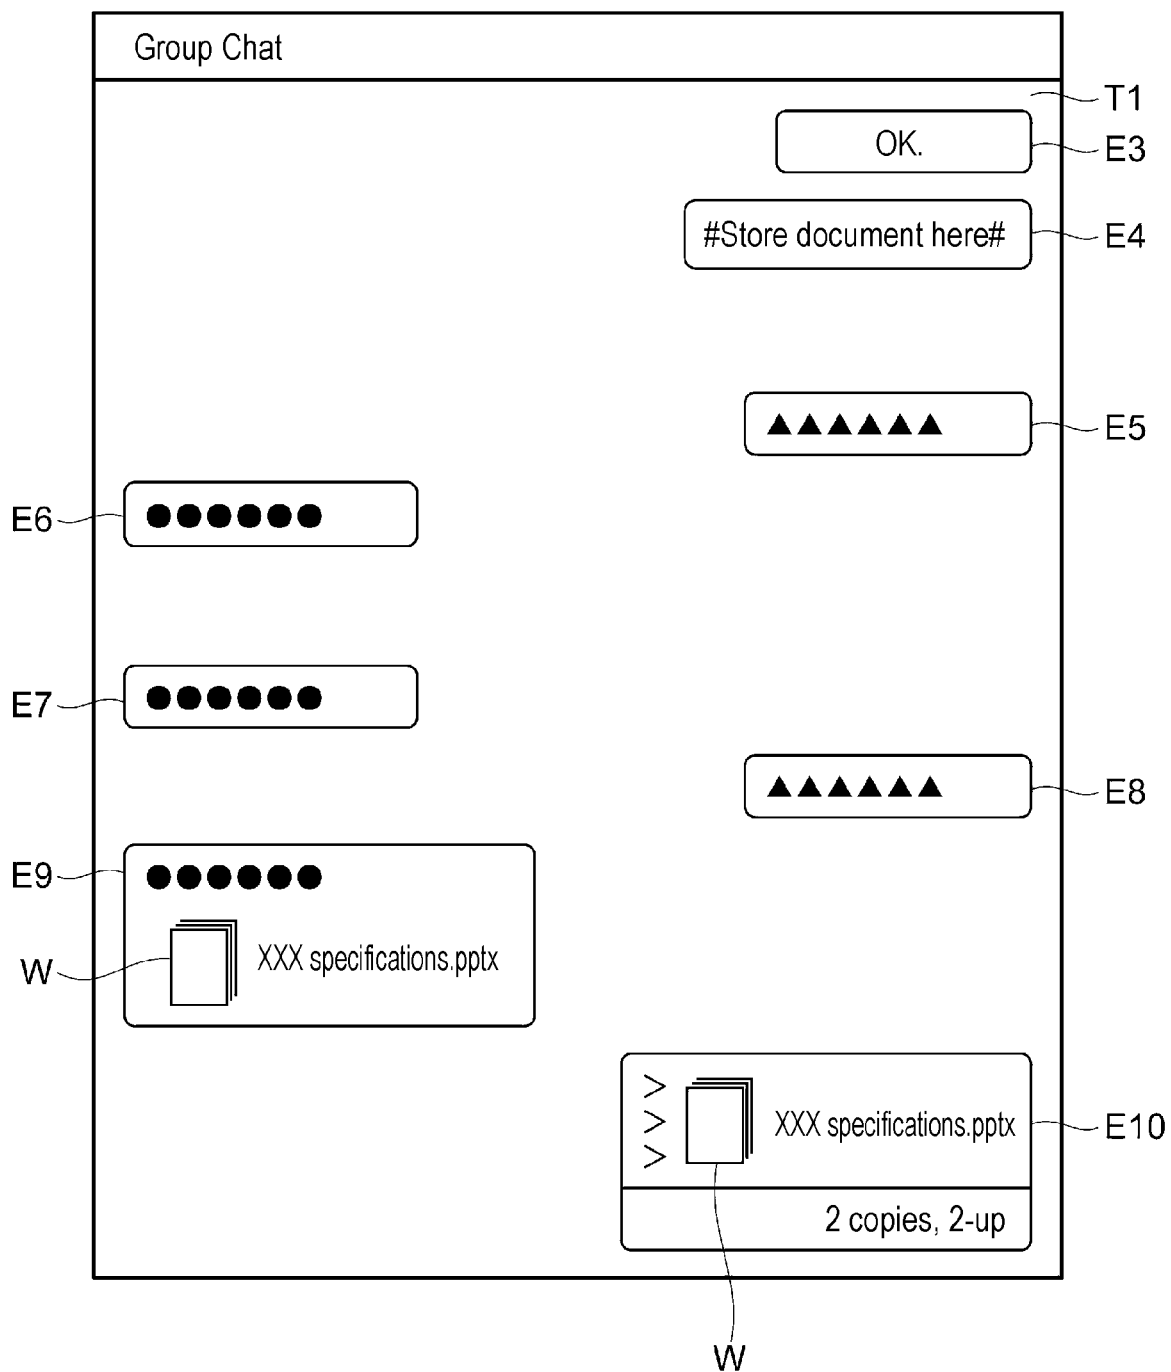 Group Chat
T1
OK.
E3
#Store document here#
E4
▲▲▲▲▲▲
E5
E6
●●●●●●
E7
●●●●●●
▲▲▲▲▲▲
E8
E9
●●●●●●
W
XXX specifications.pptx
>
>
>
XXX specifications.pptx
E10
2 copies, 2-up
W